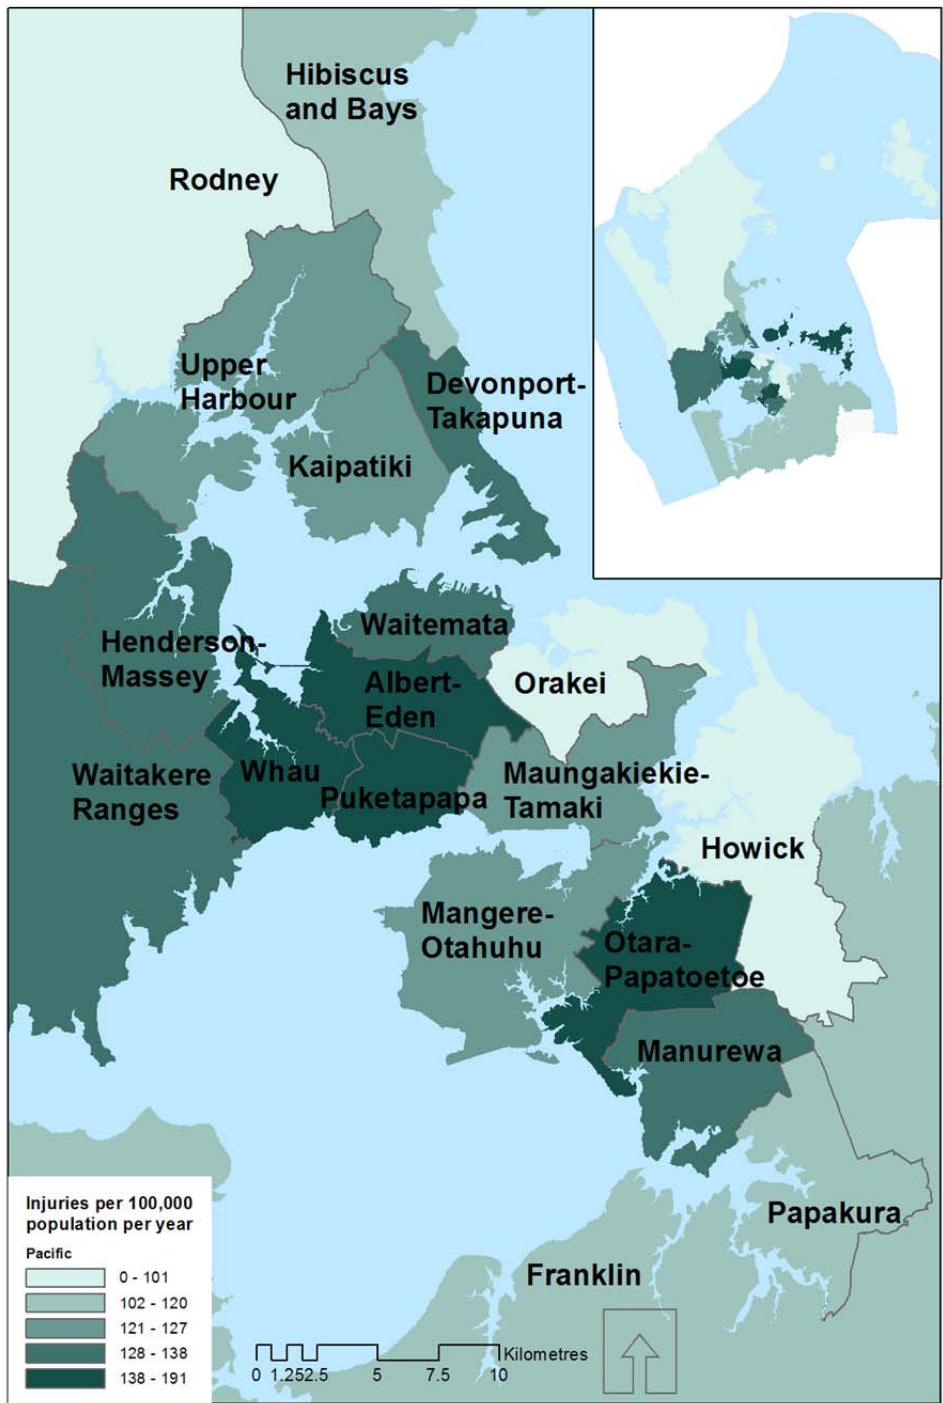 Hibiscus
and Bays
Rodney
Upper
Harbour
Devonport-
Takapuna
Kaipatiki
Waitemata
Henderson-
Massey
Albert-
Eden
Orakei
Waitakere
Ranges
Whau
Puketapapa
Maungakiekie-
Tamaki
Howick
Mangere-
Otahuhu
Otara-
Papatoetoe
Manurewa
Papakura
Franklin
Injuries per 100,000
population per year
Pacific
0 - 101
102 - 120
121 - 127
128 - 138
138 - 191
Kilometres
0 1.252.5 5 7.5 10